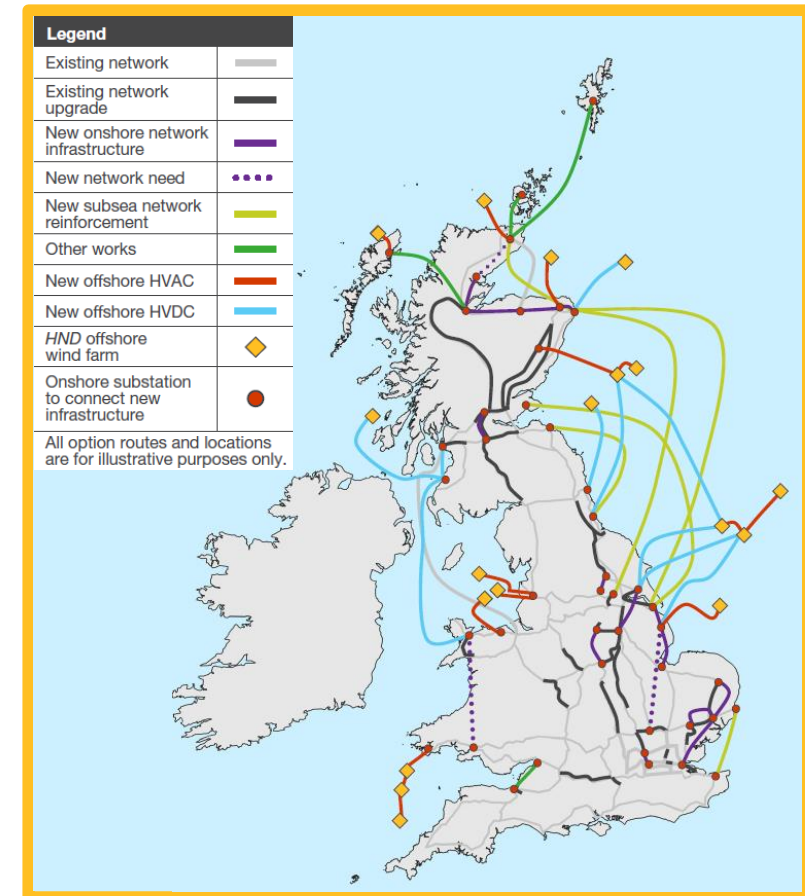 Legend
Existing network
Existing network
upgrade
New onshore network
infrastructure
New network need
New subsea network
reinforcement
Other works
New offshore HVAC
New offshore HVDC
HND offshore
wind farm
Onshore substation
to connect new
infrastructure
All option routes and locations
are for illustrative purposes only.